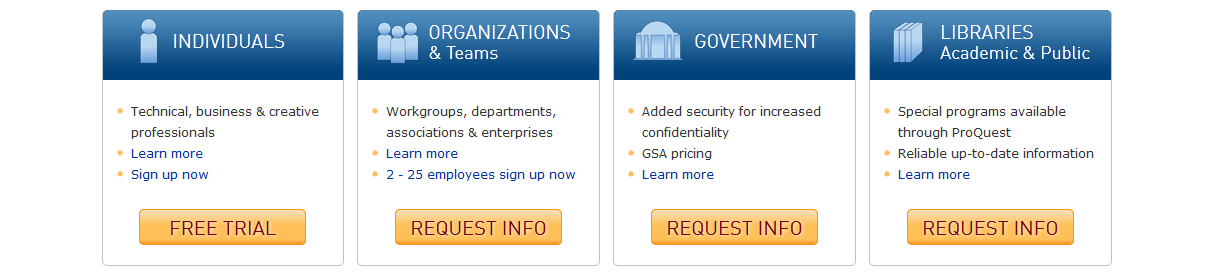 INDIVIDUALS
Technical, business & creative
professionals
Learn more
Sign up now
FREE TRIAL
ORGANIZATIONS
& Teams
Workgroups, departments,
associations & enterprises
Learn more
2 - 25 employees sign up now
REQUEST INFO
GOVERNMENT
Added security for increased
confidentiality
GSA pricing
Learn more
REQUEST INFO
LIBRARIES
Academic & Public
Special programs available
through ProQuest
Reliable up-to-date information
Learn more
REQUEST INFO